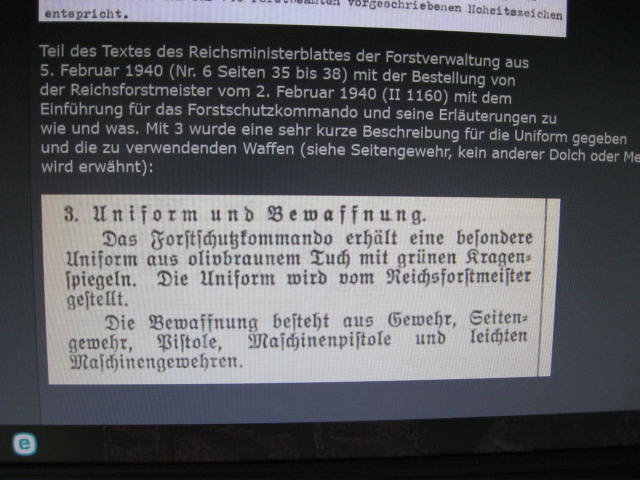 vorgeschriebenen Hoheitszeichen
entspricht.
Teil des Textes des Reichsministerblattes der Forstverwaltung aus
5. Februar 1940 (Nr. 6 Seiten 35 bis 38) mit der Bestellung von
der Reichsforstmeister vom 2. Februar 1940 (II 1160) mit dem
Einführung für das Forstschutzkommando und seine Erläuterungen zu
wie und was. Mit 3 wurde eine sehr kurze Beschreibung für die Uniform gegeben
und die zu verwendenden Waffen (siehe Seitengewehr, kein anderer Dolch oder Me
wird erwähnt):
3. Uniform und Bewaffnung.
Das Forstschutzkommando erhält eine besondere
Uniform aus olivbraunem Tuch mit grünen Kragen=
spiegeln. Die Uniform wird vom Reichsforstmeister
gestellt.
Die Bewaffnung besteht aus Gewehr, Seiten=
gewehr, Pistole, Maschinenpistole und leichten
Maschinengewehren.
e